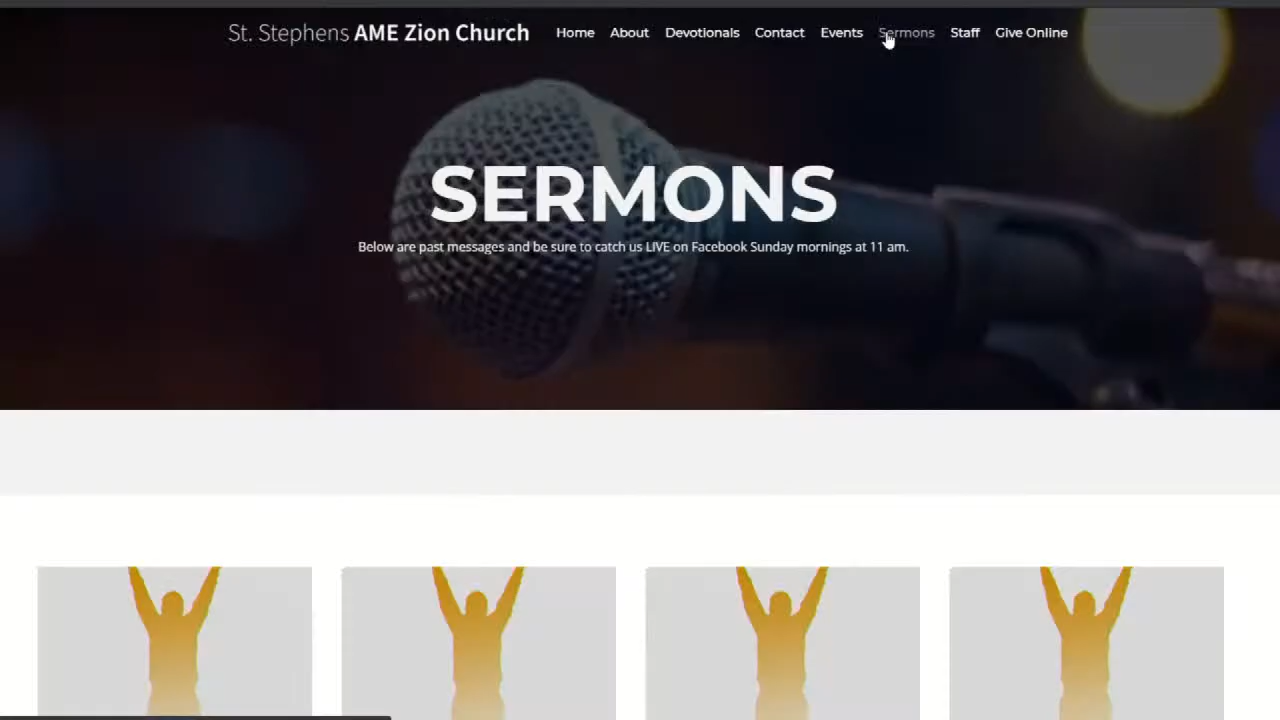 St. Stephens AME Zion Church Home About Devotionals Contact Events Sermons Staff Give Online
SERMONS
Below are past messages and be sure to catch us LIVE on Facebook Sunday mornings at 11 am.